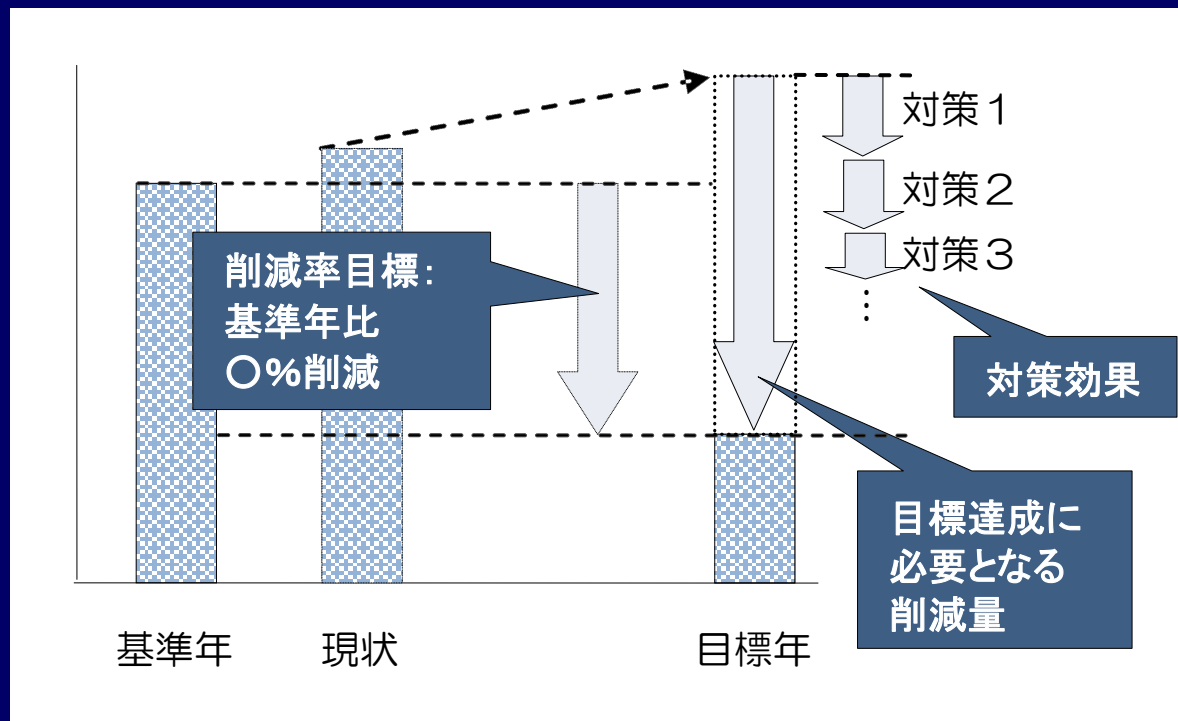 対策１
対策２
対策３
⋮
削減率目標：
基準年比
○%削減
対策効果
目標達成に
必要となる
削減量
基準年
現状
目標年